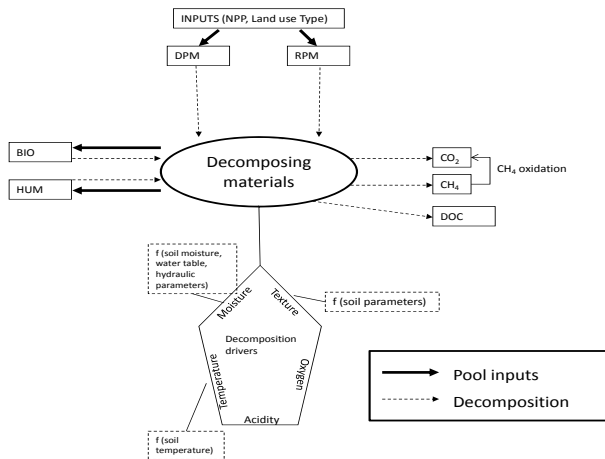 INPUTS (NPP, Land use Type)
DPM
RPM
BIO
HUM
Decomposing
materials
CO₂
CH₄
CH₄ oxidation
DOC
f (soil moisture,
water table,
hydraulic
parameters)
f (soil parameters)
Moisture
Texture
Decomposition
drivers
Temperature
Oxygen
Acidity
f (soil
temperature)
Pool inputs
Decomposition